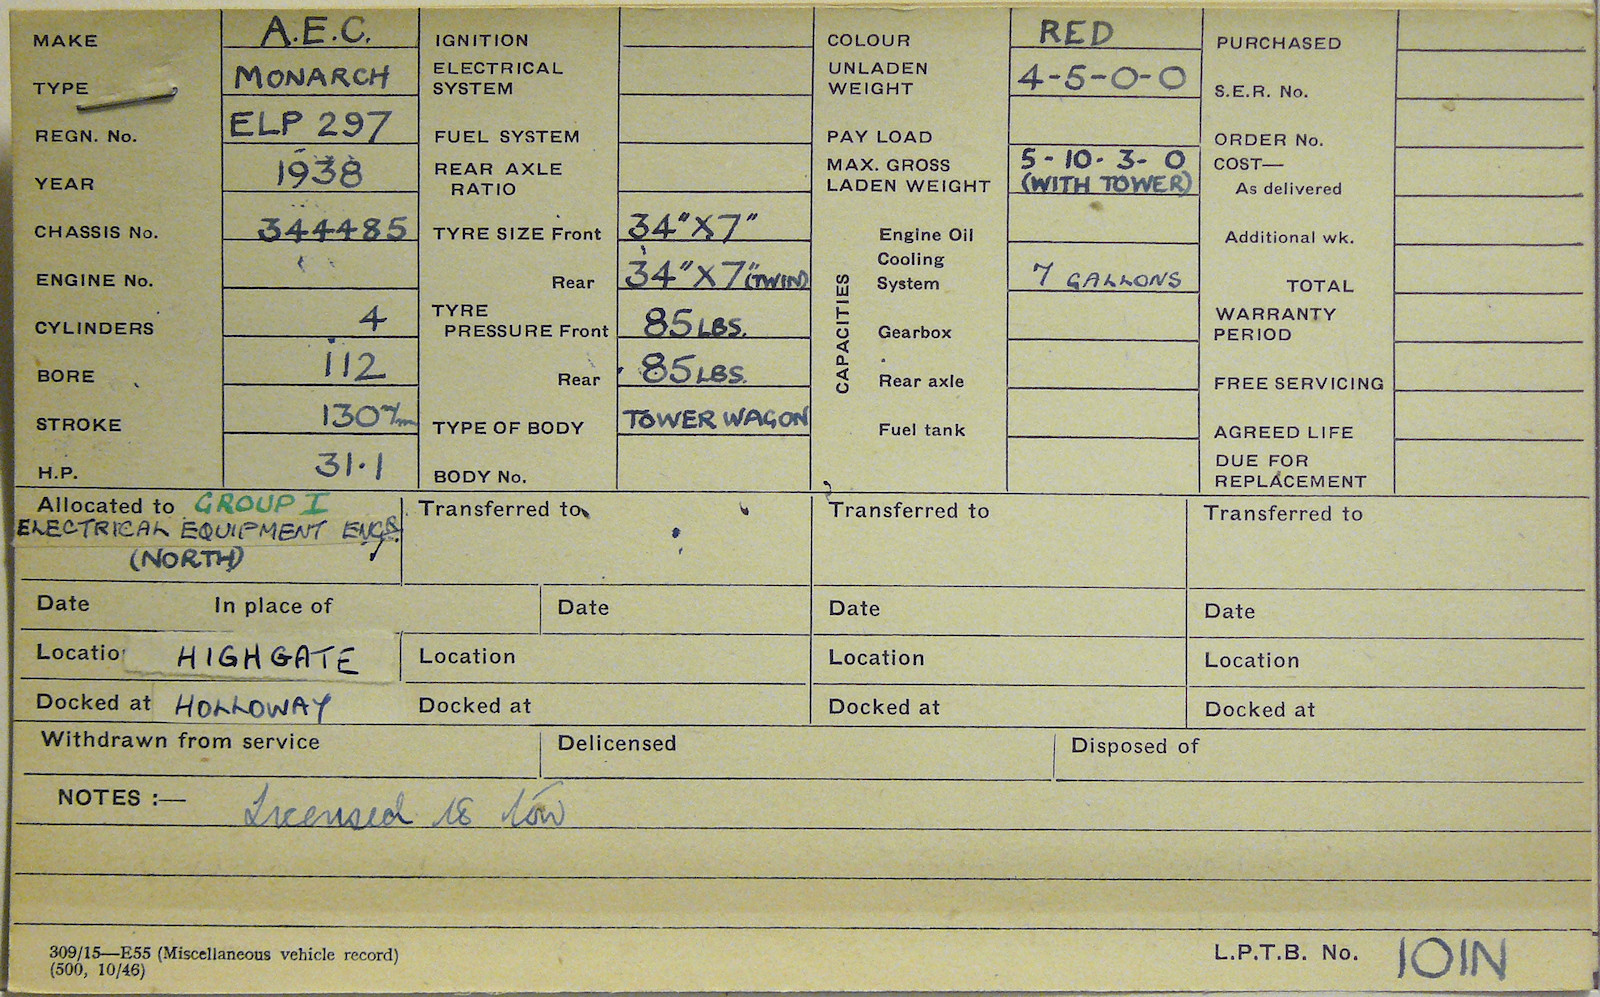 MAKE A.E.C.
TYPE MONARCH
REGN. No. ELP 297
YEAR 1938
CHASSIS No. 344485
ENGINE No.
CYLINDERS 4
BORE 112
STROKE 130 m/m
H.P. 31·1
IGNITION
ELECTRICAL
SYSTEM
FUEL SYSTEM
REAR AXLE
RATIO
TYRE SIZE Front 34"X7"
Rear 34"X7" (TWIN)
TYRE
PRESSURE Front 85 LBS.
Rear 85 LBS.
TYPE OF BODY TOWER WAGON
BODY No.
COLOUR RED
UNLADEN
WEIGHT 4-5-0-0
PAY LOAD
MAX. GROSS 5-10-3-0
LADEN WEIGHT (WITH TOWER)
CAPACITIES
Engine Oil
Cooling
System 7 GALLONS
Gearbox
Rear axle
Fuel tank
PURCHASED
S.E.R. No.
ORDER No.
COST—
As delivered
Additional wk.
TOTAL
WARRANTY
PERIOD
FREE SERVICING
AGREED LIFE
DUE FOR
REPLACEMENT
Allocated to GROUP I
ELECTRICAL EQUIPMENT ENGR.
(NORTH)
Transferred to
Transferred to
Transferred to
Date In place of
Date
Date
Date
Location HIGHGATE
Location
Location
Location
Docked at HOLLOWAY
Docked at
Docked at
Docked at
Withdrawn from service
Delicensed
Disposed of
NOTES :— Licensed to tow
309/15—E55 (Miscellaneous vehicle record)
(500, 10/46)
L.P.T.B. No. 101N